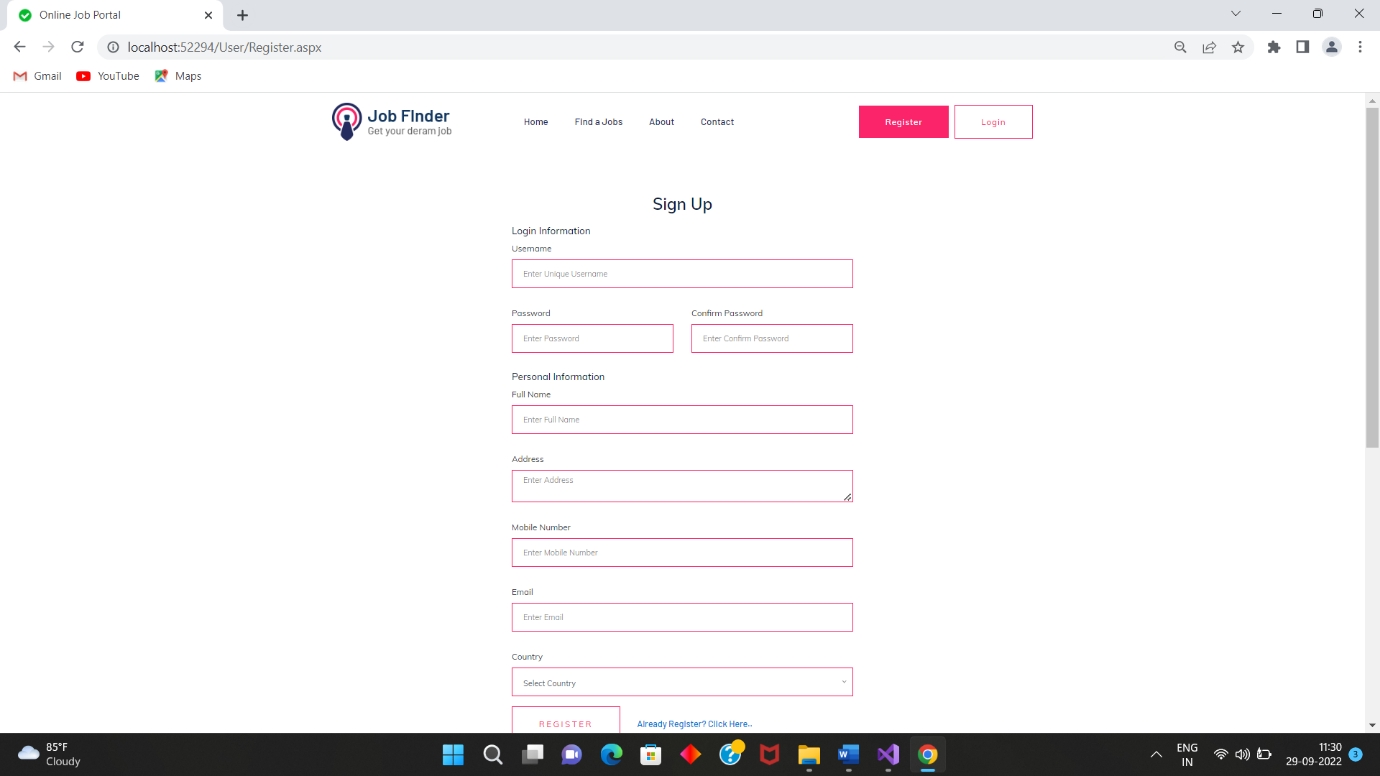 Online Job Portal
localhost:52294/User/Register.aspx
Gmail YouTube Maps
Job FInder
Get your deram job
Home FInd a Jobs About Contact Register Login
Sign Up
Login Information
Username
Enter Unique Username
Password Confirm Password
Enter Password Enter Confirm Password
Personal Information
Full Name
Enter Full Name
Address
Enter Address
Mobile Number
Enter Mobile Number
Email
Enter Email
Country
Select Country
REGISTER Already Register? Click Here..
85°F
Cloudy
ENG
IN
11:30
29-09-2022
3